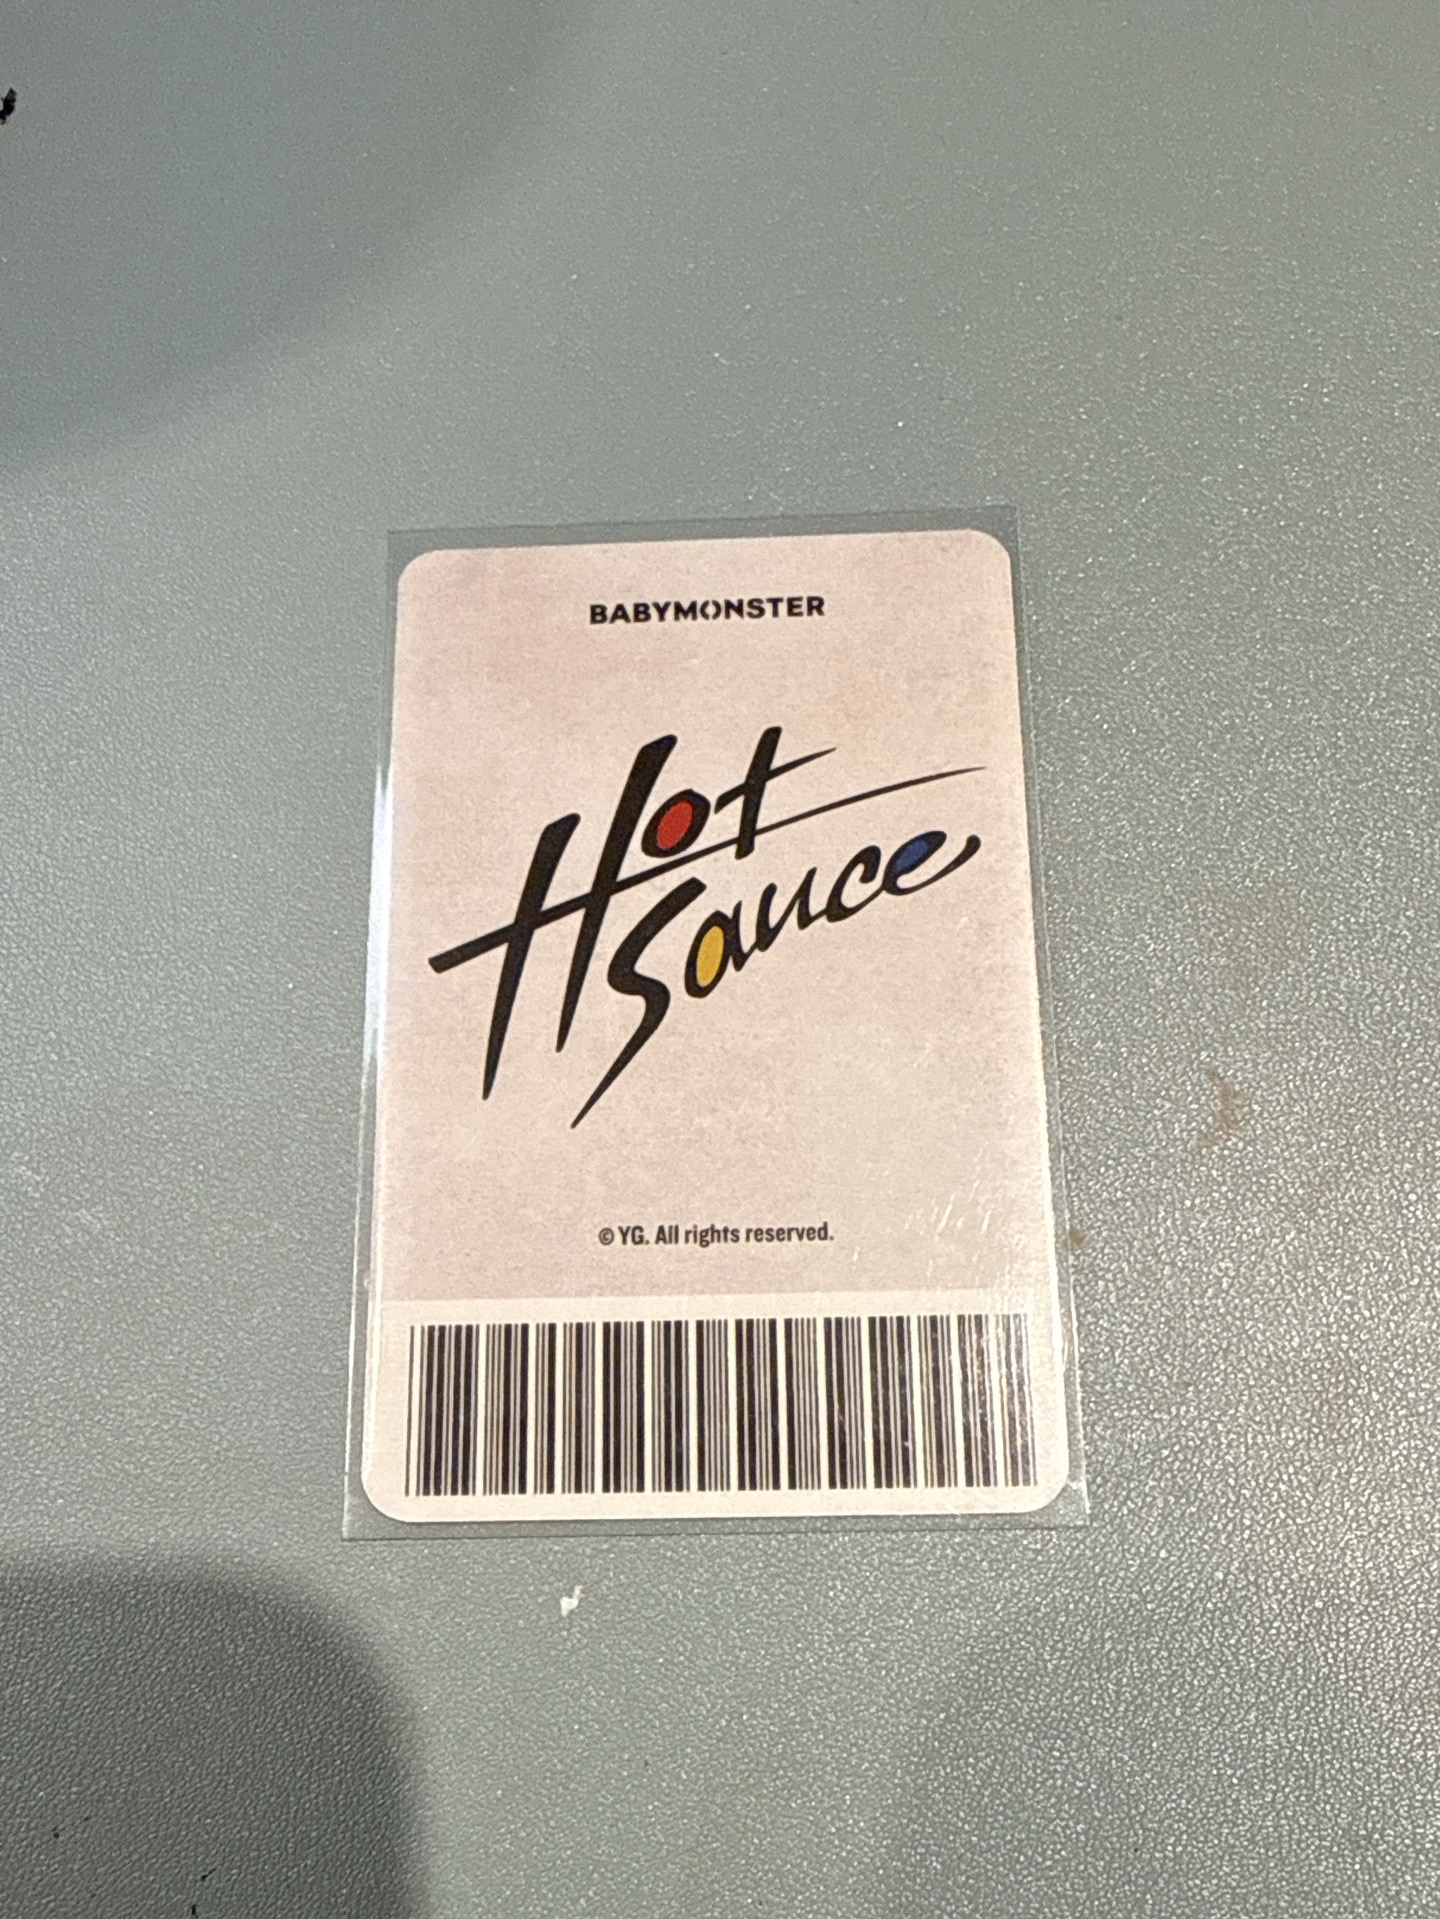 BABYMONSTER
Hot
Sauce
© YG. All rights reserved.